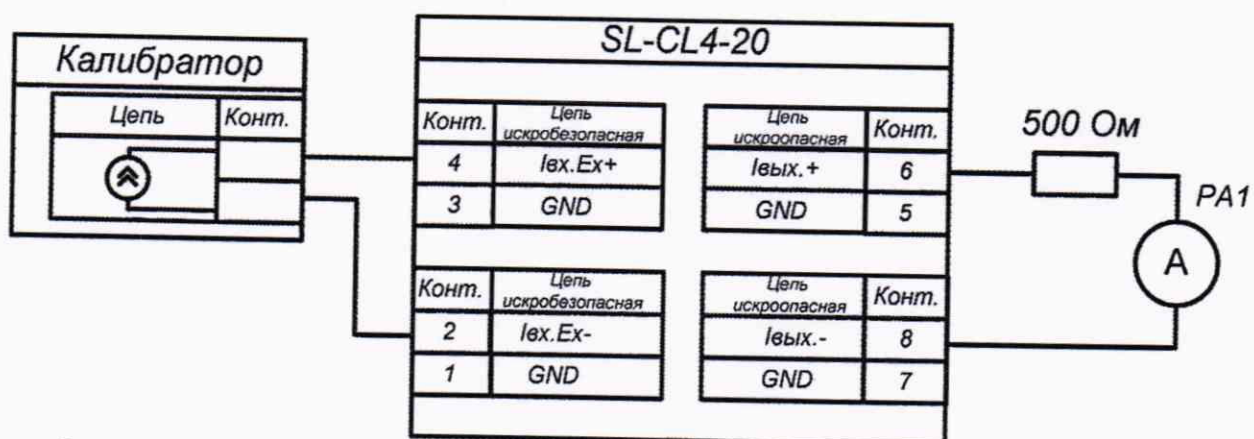 SL-CL4-20
Калибратор
Цепь Конт.
Конт. Цепь искробезопасная
4 Iвх.Ex+
3 GND
Цепь искроопасная Конт.
Iвых.+ 6
GND 5
500 Ом
PA1
A
Конт. Цепь искробезопасная
2 Iвх.Ex-
1 GND
Цепь искроопасная Конт.
Iвых.- 8
GND 7